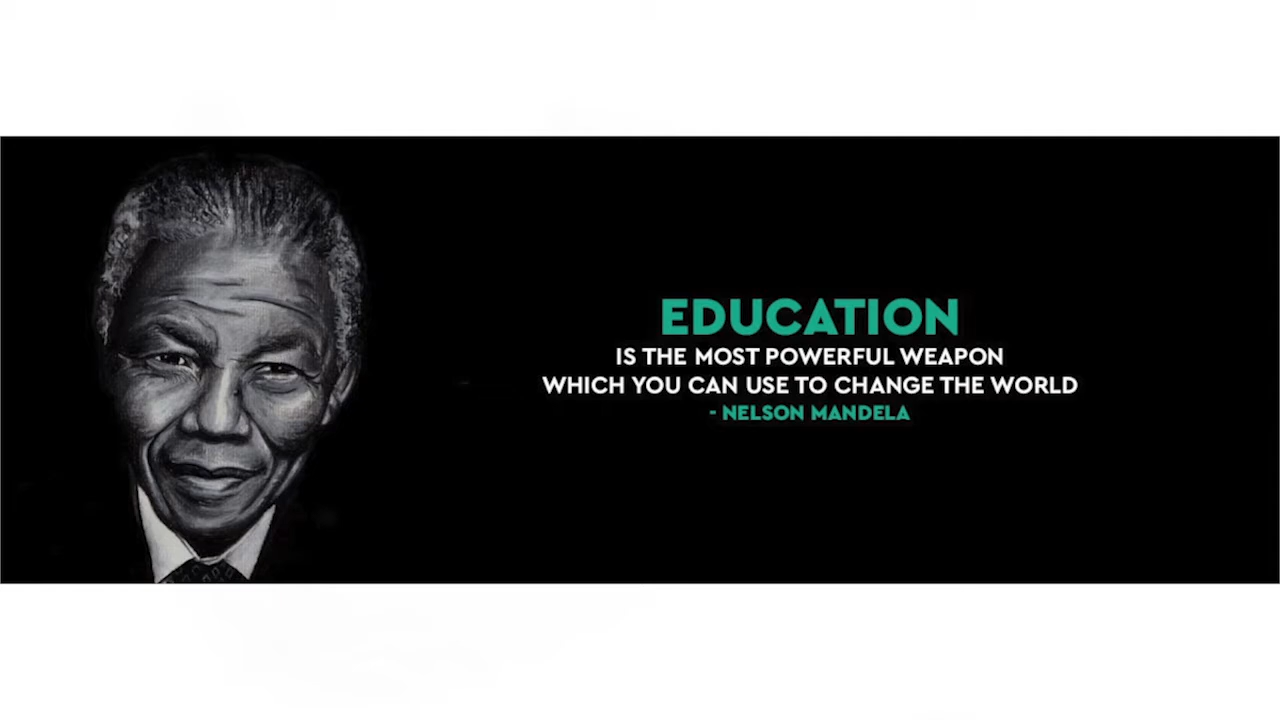 EDUCATION
IS THE MOST POWERFUL WEAPON
WHICH YOU CAN USE TO CHANGE THE WORLD
- NELSON MANDELA